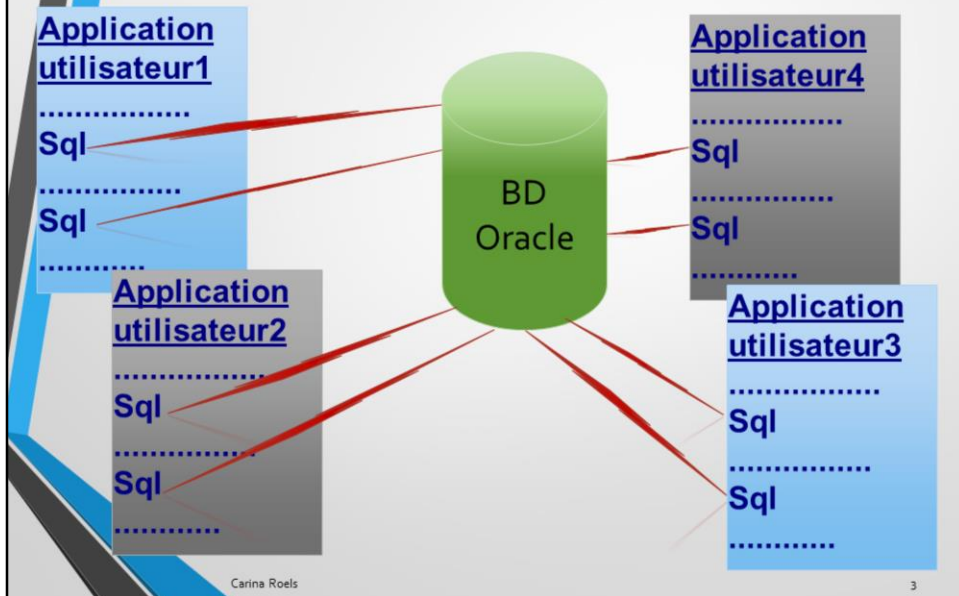 Application
utilisateur1
.................
Sql
................
Sql
............
Application
utilisateur2
.................
Sql
................
Sql
............
BD
Oracle
Application
utilisateur4
.................
Sql
................
Sql
............
Application
utilisateur3
.................
Sql
................
Sql
............
Carina Roels
3